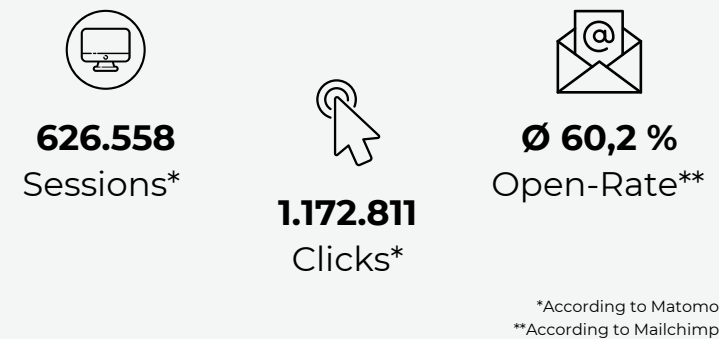 626.558
Sessions*
1.172.811
Clicks*
@
Ø 60,2 %
Open-Rate**
*According to Matomo
**According to Mailchimp